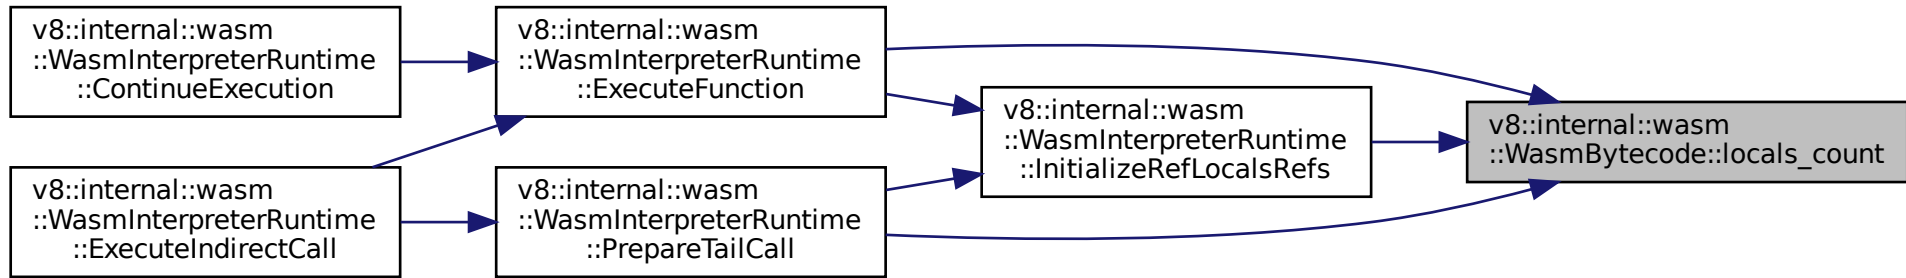 v8::internal::wasm
::WasmInterpreterRuntime
::ContinueExecution
v8::internal::wasm
::WasmInterpreterRuntime
::ExecuteFunction
v8::internal::wasm
::WasmInterpreterRuntime
::InitializeRefLocalsRefs
v8::internal::wasm
::WasmBytecode::locals_count
v8::internal::wasm
::WasmInterpreterRuntime
::ExecuteIndirectCall
v8::internal::wasm
::WasmInterpreterRuntime
::PrepareTailCall